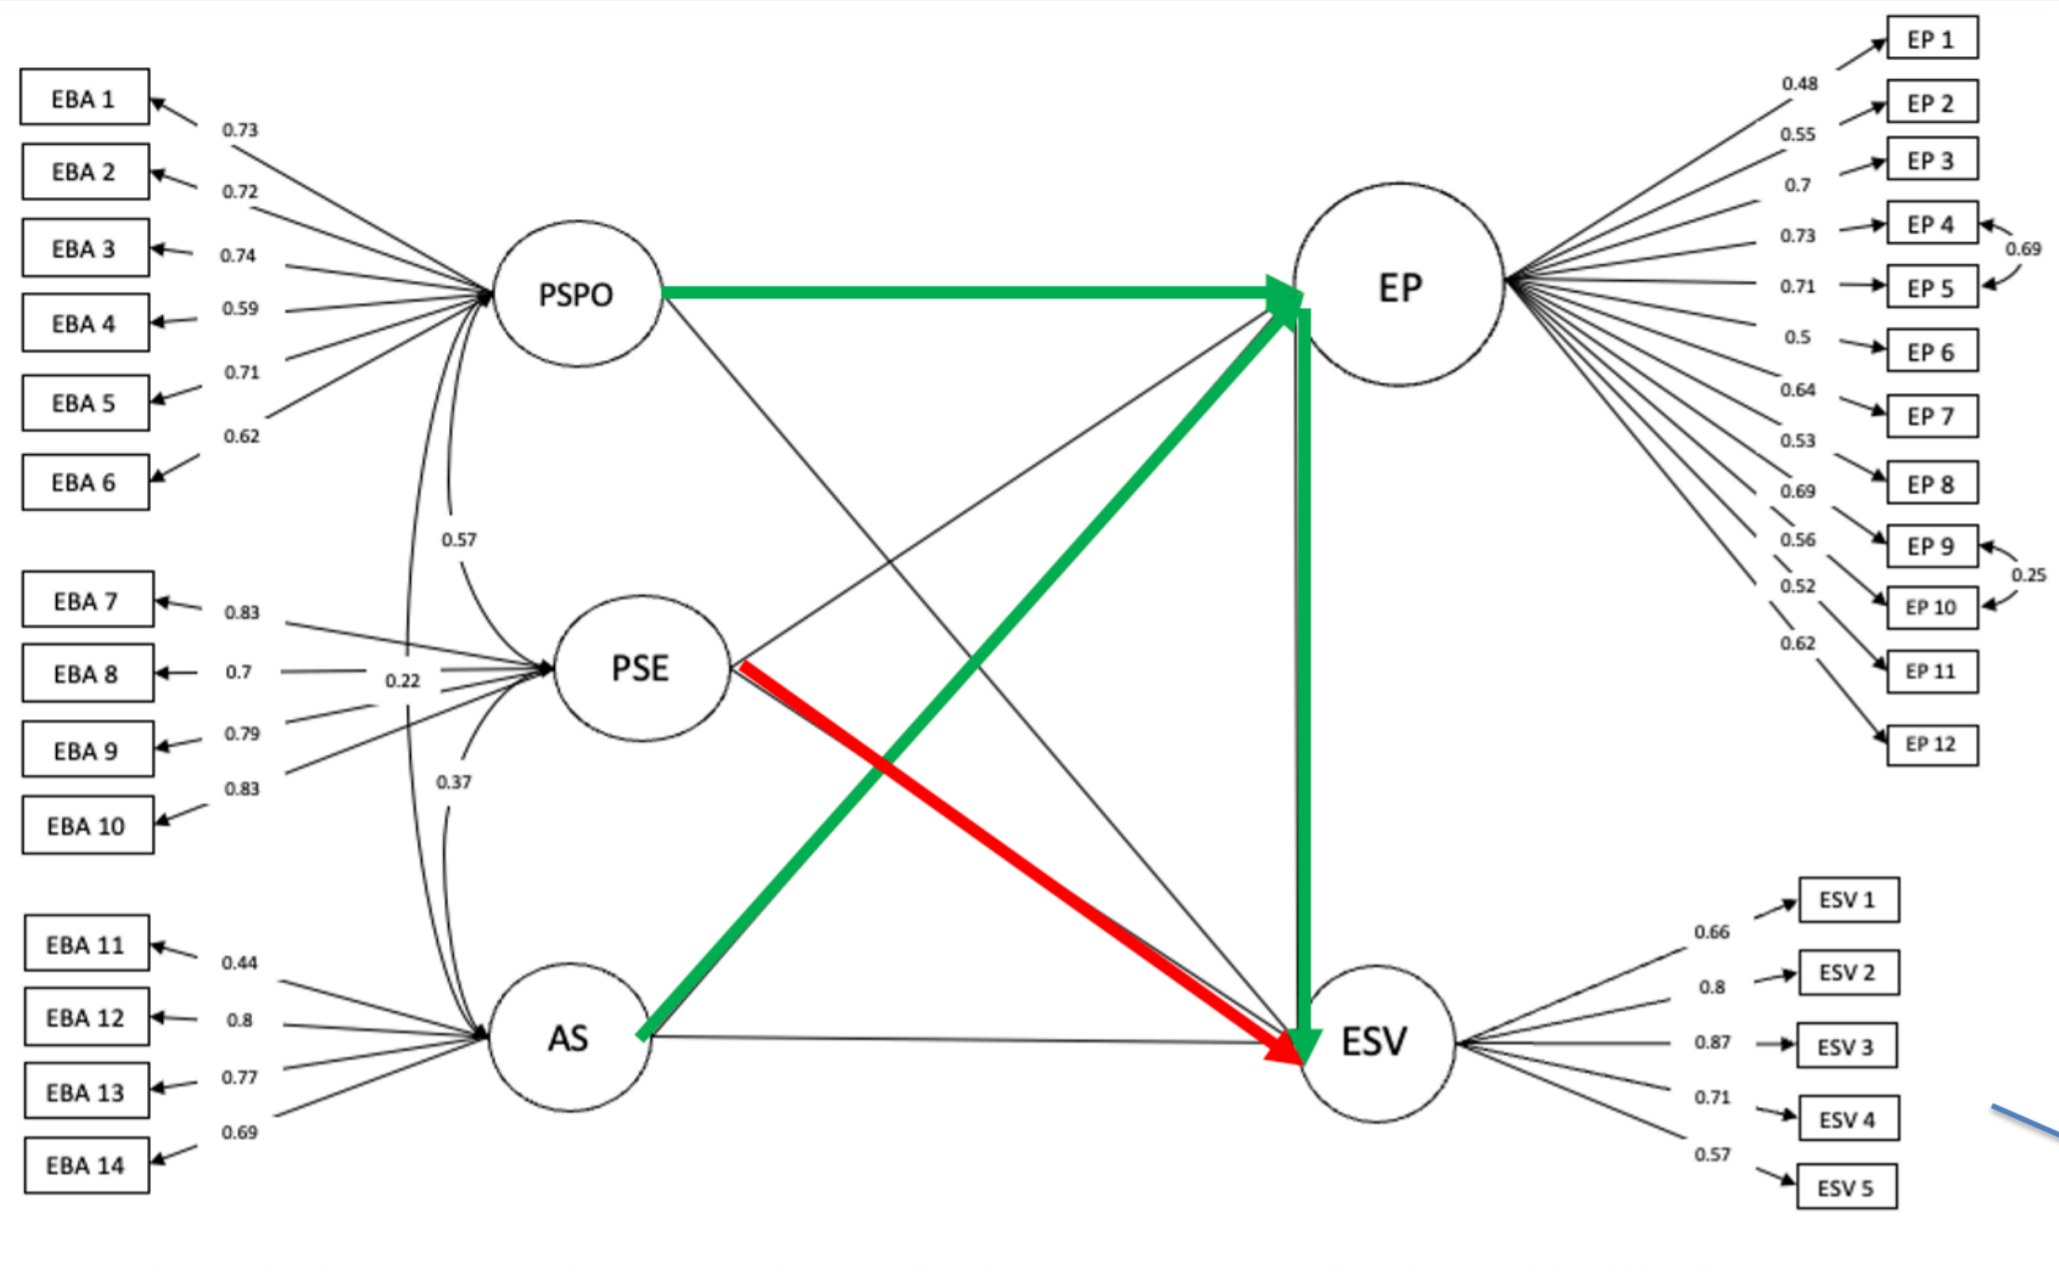 EBA 1
0.73
EBA 2
0.72
EBA 3
0.74
EBA 4
0.59
EBA 5
0.71
EBA 6
0.62
PSPO
0.57
EBA 7
0.83
EBA 8
0.7
0.22
EBA 9
0.79
EBA 10
0.83
PSE
0.37
EBA 11
0.44
EBA 12
0.8
EBA 13
0.77
EBA 14
0.69
AS
EP
0.48
EP 1
0.55
EP 2
0.7
EP 3
0.73
EP 4
0.69
0.71
EP 5
0.5
EP 6
0.64
EP 7
0.53
EP 8
0.69
EP 9
0.25
0.56
EP 10
0.52
EP 11
0.62
EP 12
ESV
0.66
ESV 1
0.8
ESV 2
0.87
ESV 3
0.71
ESV 4
0.57
ESV 5